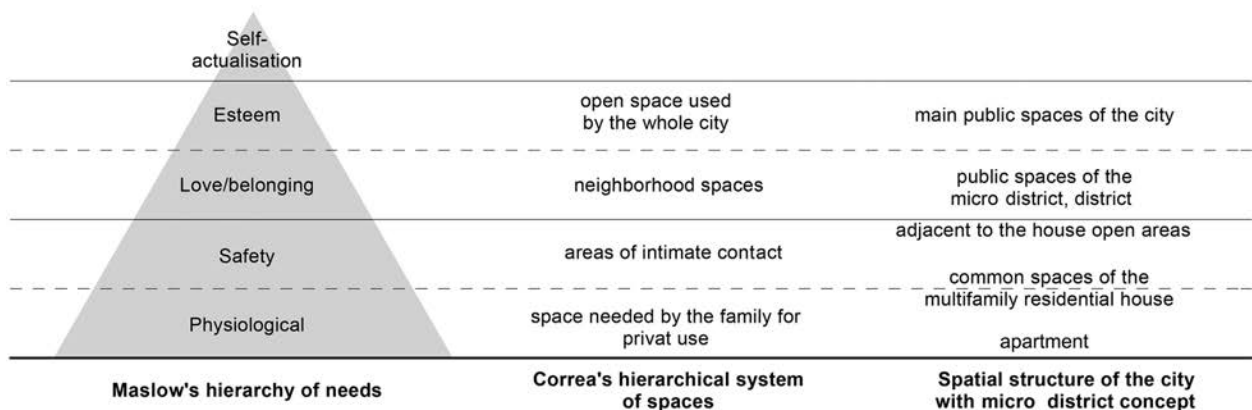 Self-
actualisation
Esteem
open space used
by the whole city
main public spaces of the city
Love/belonging
neighborhood spaces
public spaces of the
micro district, district
adjacent to the house open areas
Safety
areas of intimate contact
common spaces of the
multifamily residential house
Physiological
space needed by the family for
privat use
apartment
Maslow's hierarchy of needs
Correa's hierarchical system
of spaces
Spatial structure of the city
with micro district concept